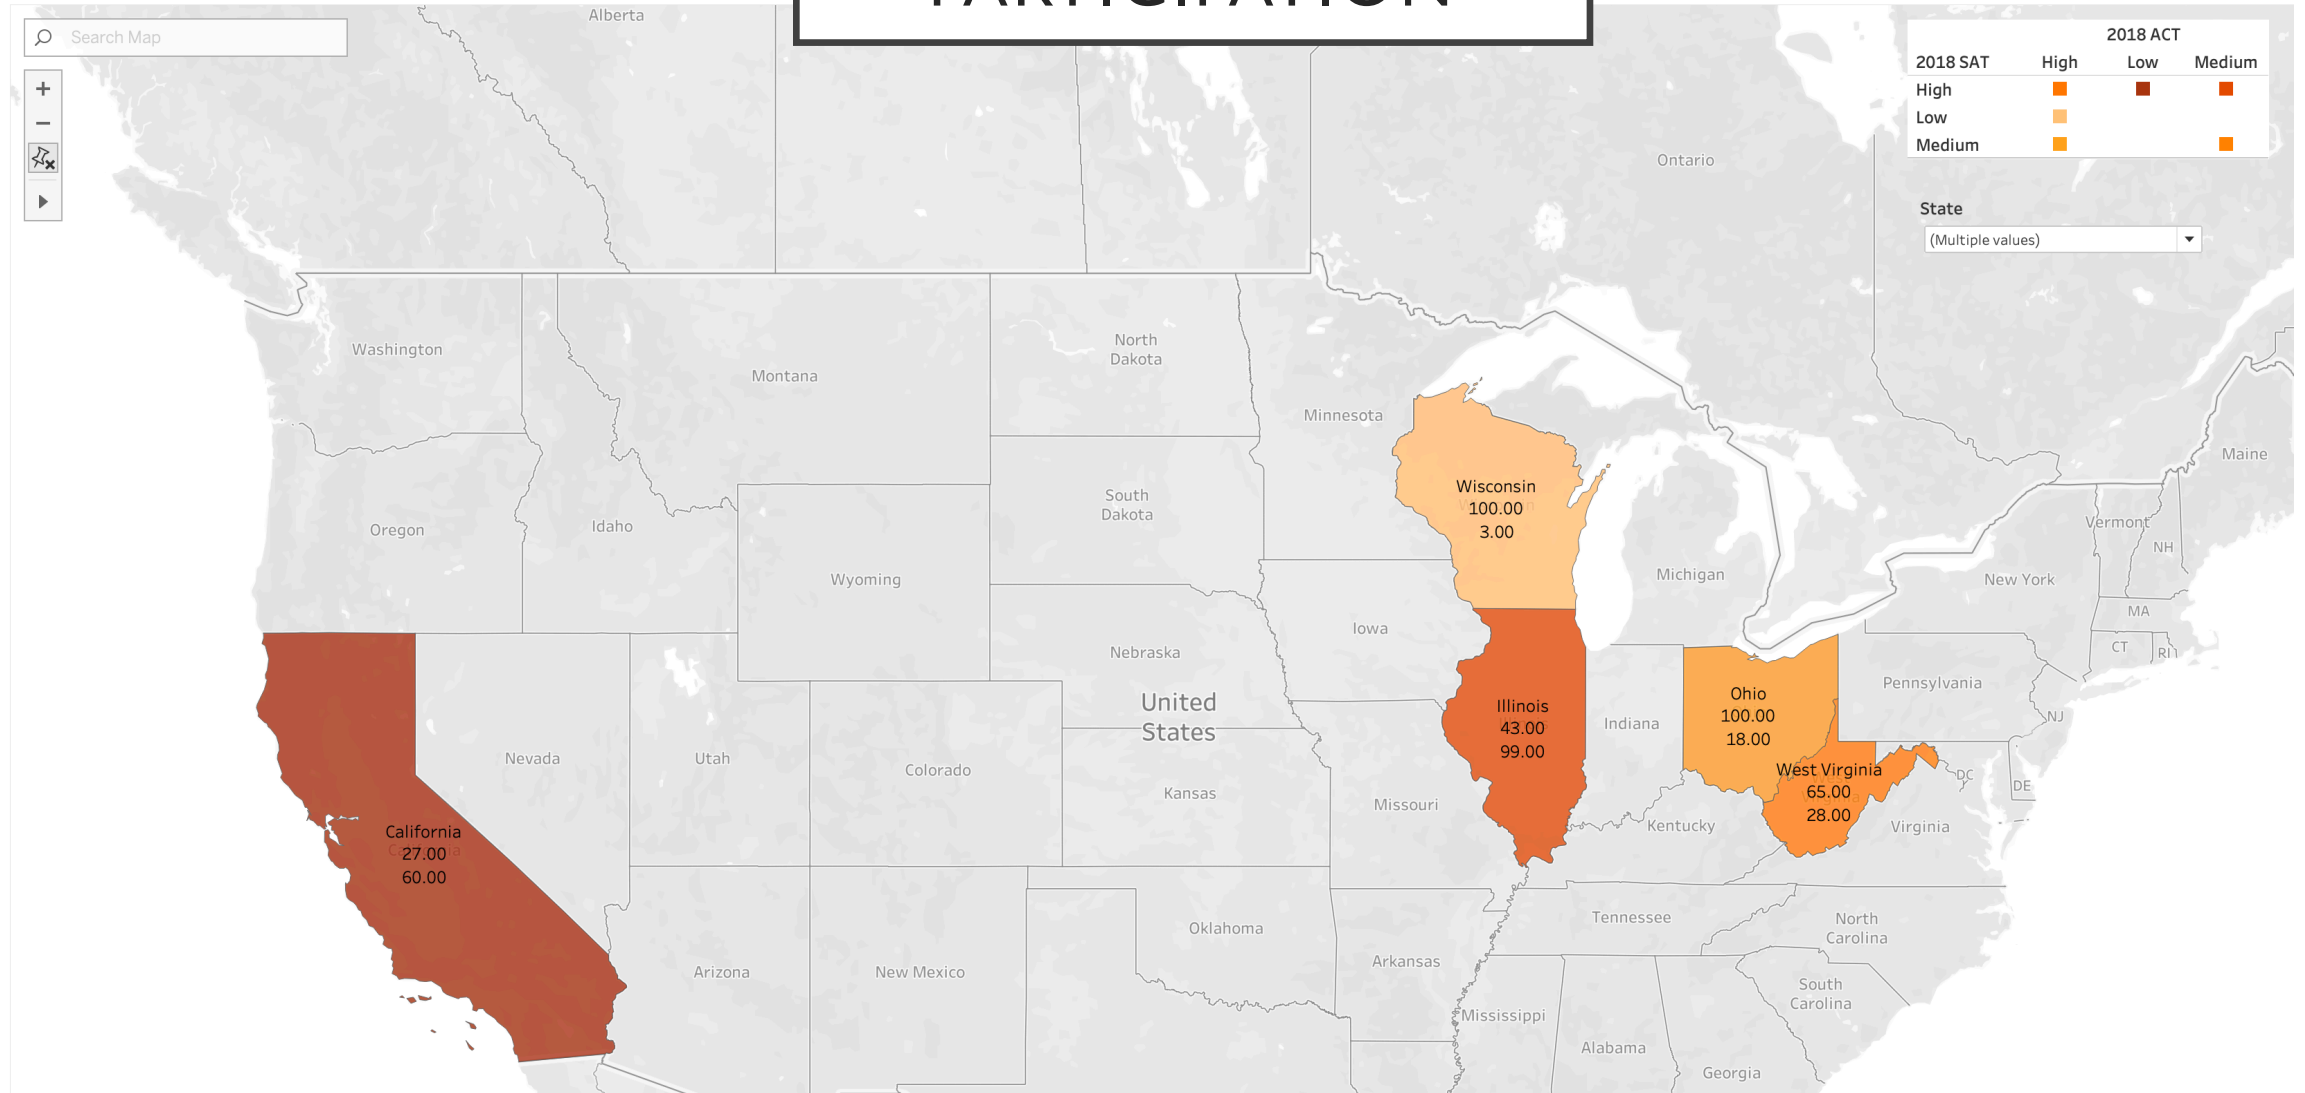 PARTICIPATION
Search Map
+
−
2018 ACT
2018 SAT High Low Medium
High
Low
Medium
State
(Multiple values)
Alberta
Ontario
Washington
Montana
North
Dakota
Minnesota
Maine
Oregon
Idaho
South
Dakota
Wisconsin
100.00
3.00
Vermont
NH
Wyoming
Michigan
New York
MA
Iowa
CT
RI
Nebraska
Pennsylvania
United
States
Illinois
43.00
99.00
Ohio
100.00
18.00
Indiana
NJ
Nevada
Utah
Colorado
Kansas
Missouri
West Virginia
65.00
28.00
DC
DE
California
27.00
60.00
Kentucky
Virginia
Tennessee
North
Carolina
Oklahoma
Arkansas
Arizona
New Mexico
South
Carolina
Mississippi
Alabama
Georgia